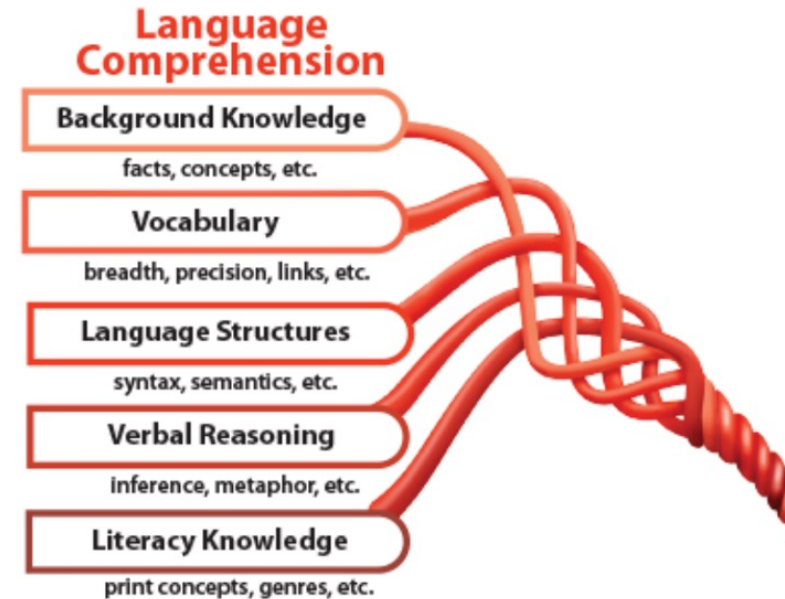 Language
Comprehension
Background Knowledge
facts, concepts, etc.
Vocabulary
breadth, precision, links, etc.
Language Structures
syntax, semantics, etc.
Verbal Reasoning
inference, metaphor, etc.
Literacy Knowledge
print concepts, genres, etc.